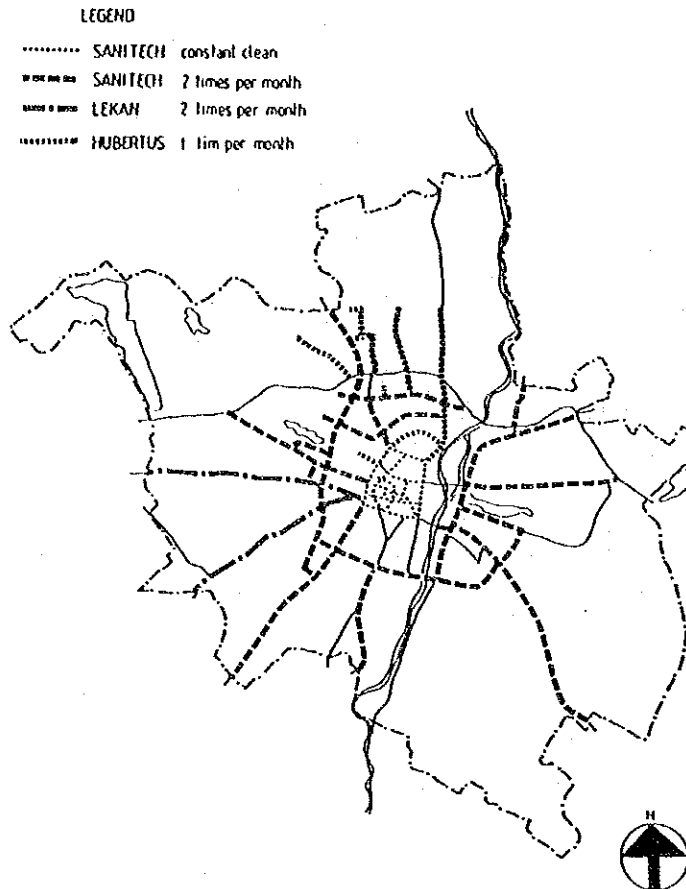 LEGEND
SANITECH constant clean
SANITECH 2 times per month
LEKAN 2 times per month
HUBERTUS 1 tim per month
N